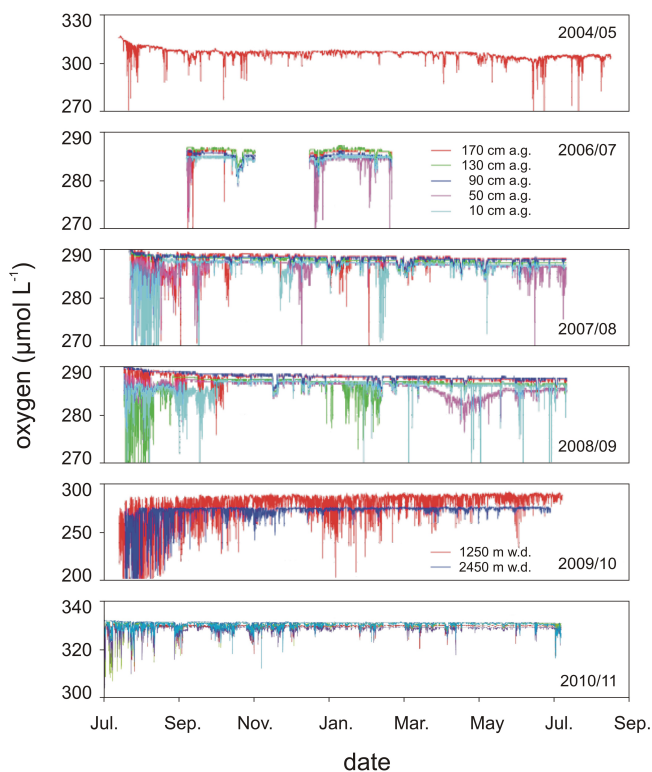 330
300
270
2004/05
290
280
270
170 cm a.g.
130 cm a.g.
90 cm a.g.
50 cm a.g.
10 cm a.g.
2006/07
290
280
270
2007/08
oxygen (µmol L⁻¹)
290
280
270
2008/09
300
250
200
1250 m w.d.
2450 m w.d.
2009/10
330
320
300
2010/11
Jul. Sep. Nov. Jan. Mar. May Jul. Sep.
date